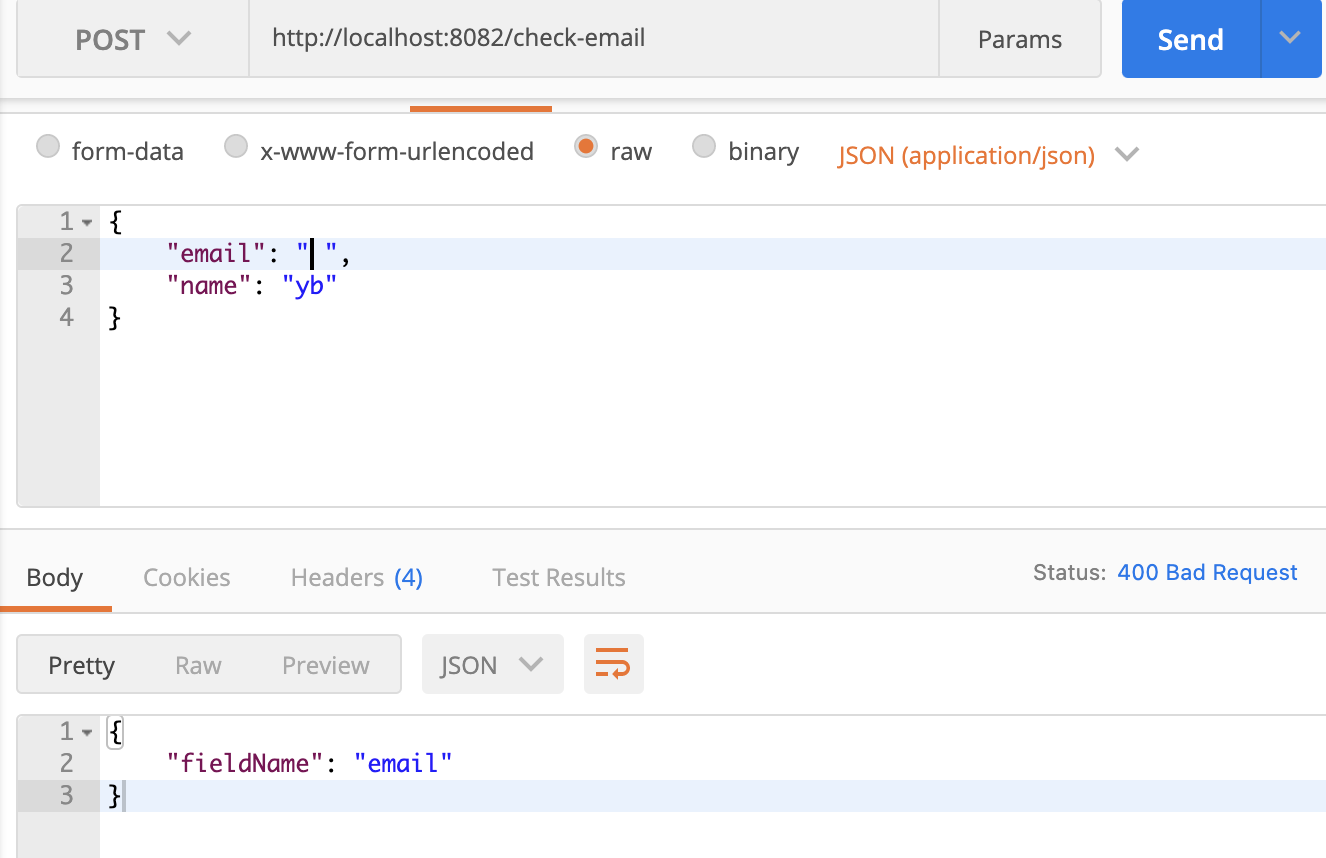 POST http://localhost:8082/check-email Params Send
form-data x-www-form-urlencoded raw binary JSON (application/json)
1 {
2 "email": " ",
3 "name": "yb"
4 }
Body Cookies Headers (4) Test Results Status: 400 Bad Request
Pretty Raw Preview JSON
1 {
2 "fieldName": "email"
3 }